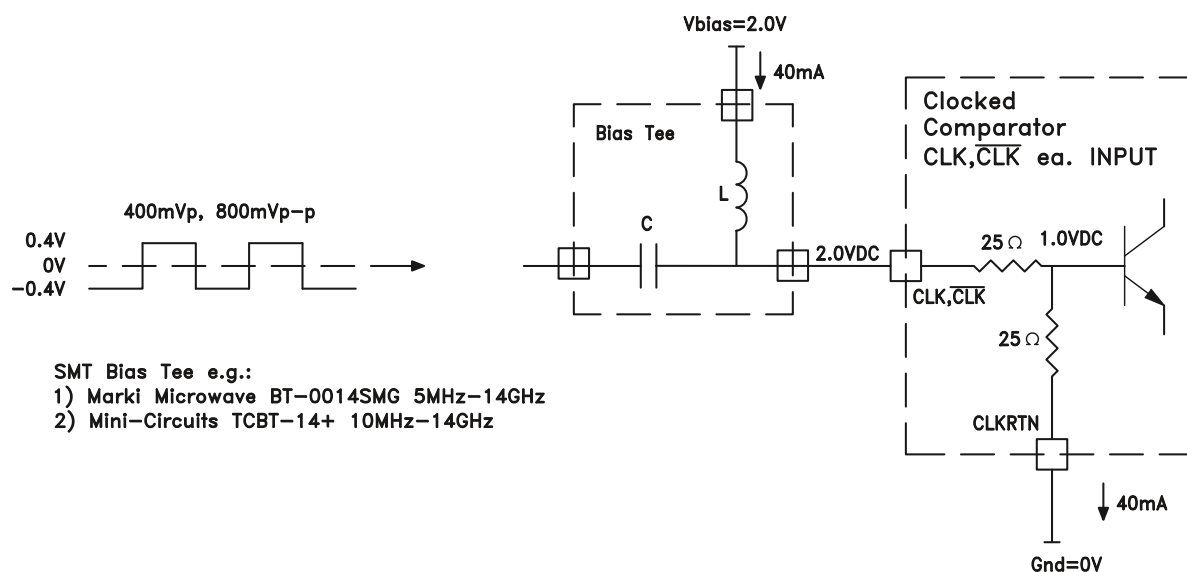 Vbias=2.0V
40mA
Bias Tee
L
C
Clocked
Comparator
CLK,C̅L̅K̅ ea. INPUT
400mVp, 800mVp-p
0.4V
0V
-0.4V
2.0VDC
25Ω
1.0VDC
CLK,C̅L̅K̅
25Ω
SMT Bias Tee e.g.:
1) Marki Microwave BT-0014SMG 5MHz-14GHz
2) Mini-Circuits TCBT-14+ 10MHz-14GHz
CLKRTN
40mA
Gnd=0V